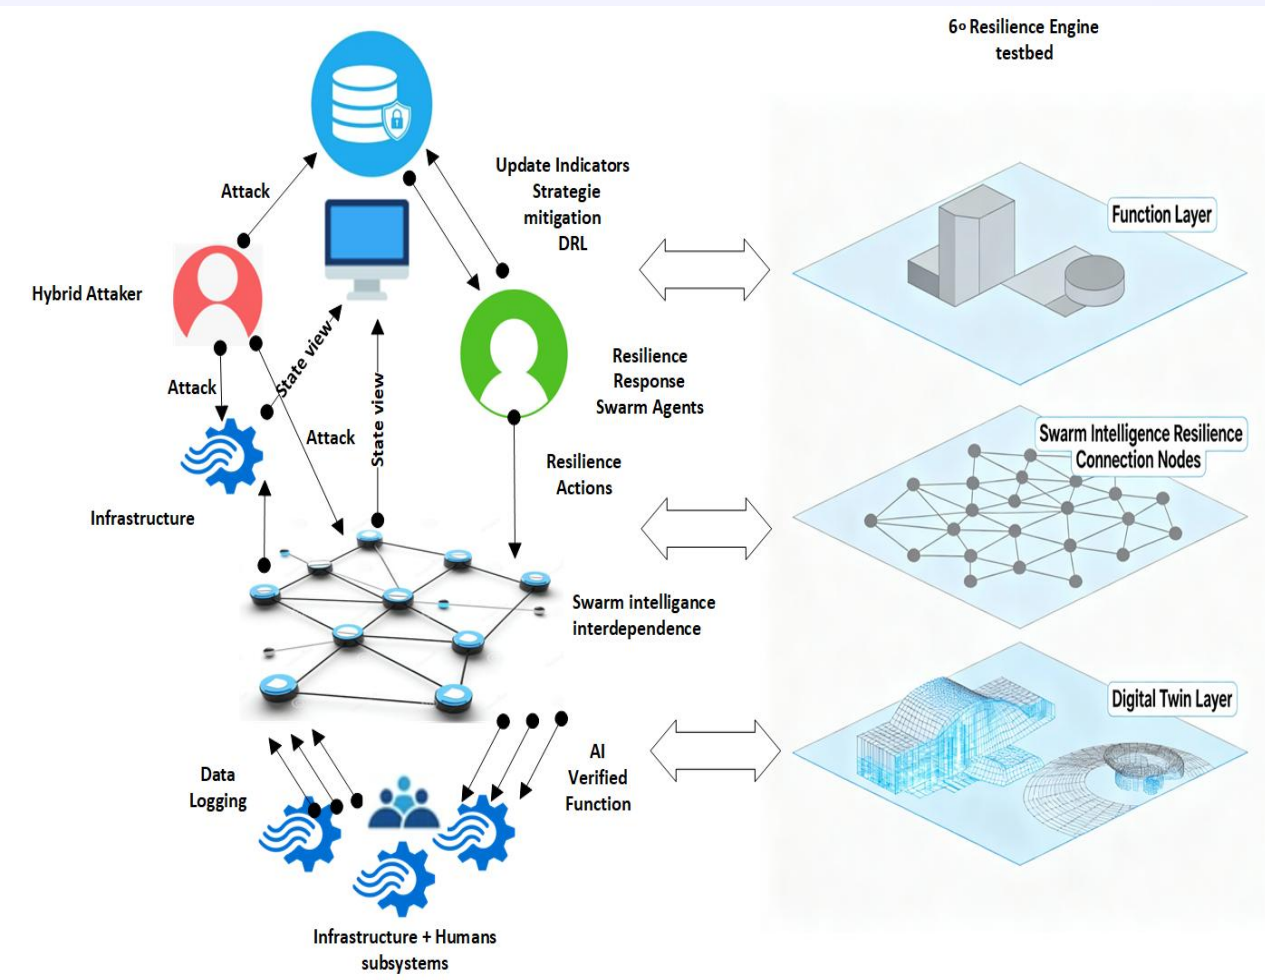 6º Resilience Engine
testbed
Update Indicators
Strategie
mitigation
DRL
Attack
Function Layer
Hybrid Attaker
State view
Attack
Resilience
Response
Swarm Agents
State view
Attack
Swarm Intelligence Resilience
Connection Nodes
Resilience
Actions
Infrastructure
Swarm intelligance
interdependence
Digital Twin Layer
Data
Logging
AI
Verified
Function
Infrastructure + Humans
subsystems